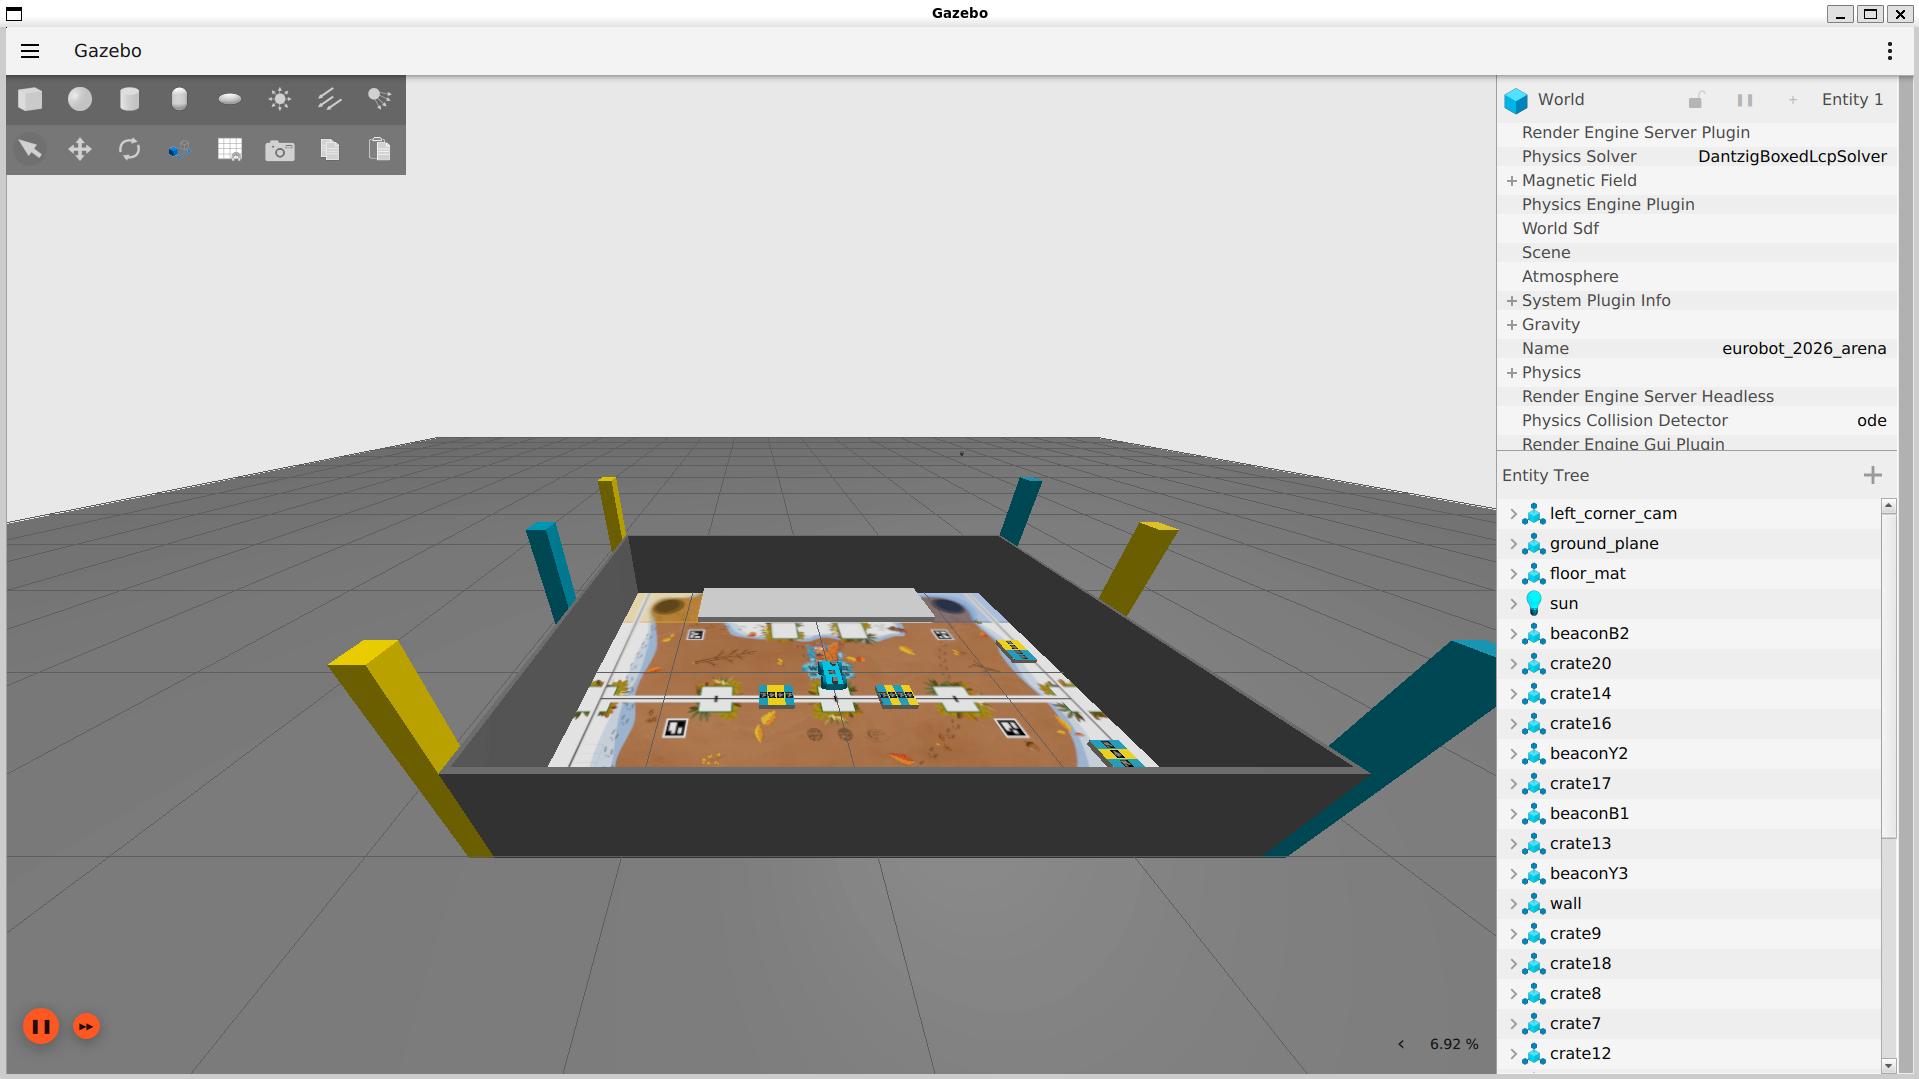 Gazebo
Gazebo
World
Entity 1
Render Engine Server Plugin
Physics Solver DantzigBoxedLcpSolver
Magnetic Field
Physics Engine Plugin
World Sdf
Scene
Atmosphere
System Plugin Info
Gravity
Name eurobot_2026_arena
Physics
Render Engine Server Headless
Physics Collision Detector ode
Render Engine Gui Plugin
Entity Tree
left_corner_cam
ground_plane
floor_mat
sun
beaconB2
crate20
crate14
crate16
beaconY2
crate17
beaconB1
crate13
beaconY3
wall
crate9
crate18
crate8
crate7
crate12
6.92 %